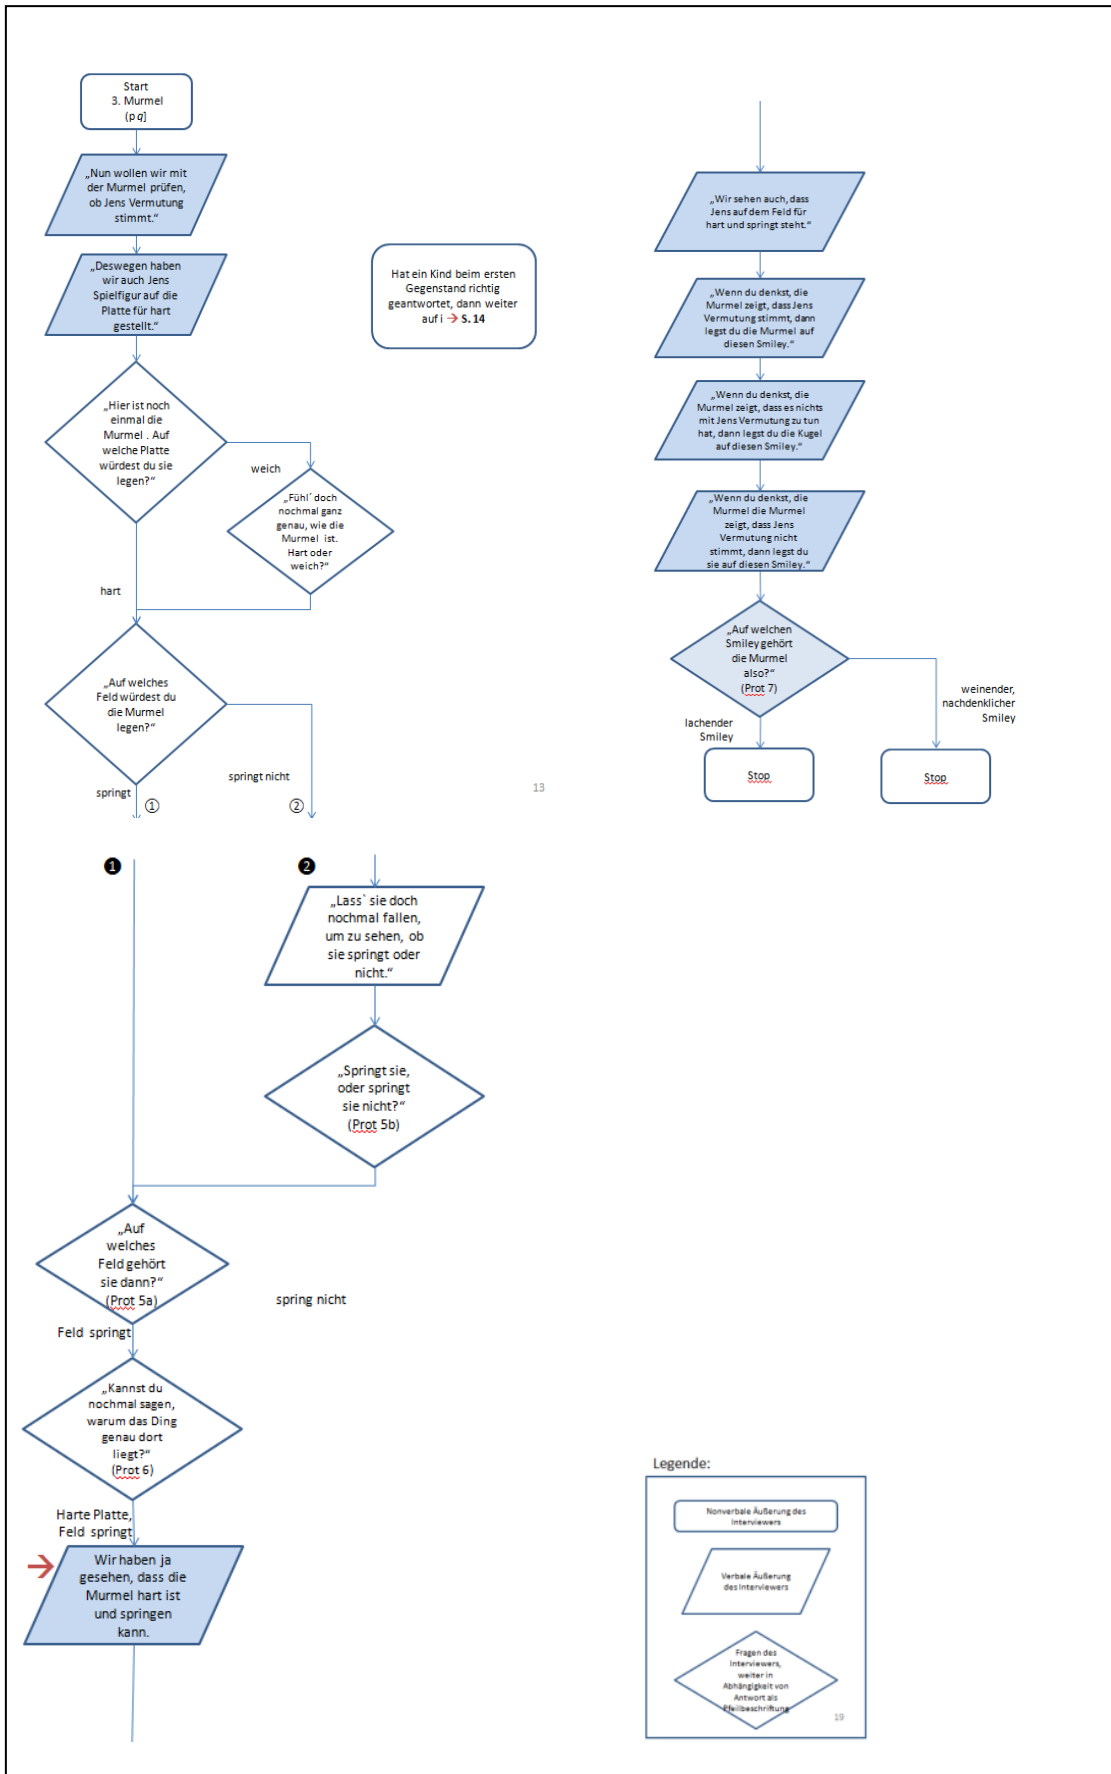 Start
3. Murmel
(p q]
„Nun wollen wir mit
der Murmel prüfen,
ob Jens Vermutung
stimmt.“
„Deswegen haben
wir auch Jens
Spielfigur auf die
Platte für hart
gestellt.“
„Hier ist noch
einmal die
Murmel . Auf
welche Platte
würdest du sie
legen?“
weich
„Fühl´ doch
nochmal ganz
genau, wie die
Murmel ist.
Hart oder
weich?“
hart
„Auf welches
Feld würdest du
die Murmel
legen?“
springt nicht
springt
①
②
Hat ein Kind beim ersten
Gegenstand richtig
geantwortet, dann weiter
auf i → S. 14
13
„Wir sehen auch, dass
Jens auf dem Feld für
hart und springt steht.“
„Wenn du denkst, die
Murmel zeigt, dass Jens
Vermutung stimmt, dann
legst du die Murmel auf
diesen Smiley.“
„Wenn du denkst, die
Murmel zeigt, dass es nichts
mit Jens Vermutung zu tun
hat, dann legst du die Kugel
auf diesen Smiley.“
„Wenn du denkst, die
Murmel die Murmel
zeigt, dass Jens
Vermutung nicht
stimmt, dann legst du
sie auf diesen Smiley.“
„Auf welchen
Smiley gehört
die Murmel
also?“
(Prot 7)
weinender,
nachdenklicher
Smiley
lachender
Smiley
Stop
Stop
❶
❷
„Lass` sie doch
nochmal fallen,
um zu sehen, ob
sie springt oder
nicht.“
„Springt sie,
oder springt
sie nicht?“
(Prot 5b)
„Auf
welches
Feld gehört
sie dann?“
(Prot 5a)
spring nicht
Feld springt
„Kannst du
nochmal sagen,
warum das Ding
genau dort
liegt?“
(Prot 6)
Harte Platte,
Feld springt
→
Wir haben ja
gesehen, dass die
Murmel hart ist
und springen
kann.
Legende:
Nonverbale Äußerung des
Interviewers
Verbale Äußerung
des Interviewers
Fragen des
Interviewers,
weiter in
Abhängigkeit von
Antwort als
Pfeilbeschriftung
19